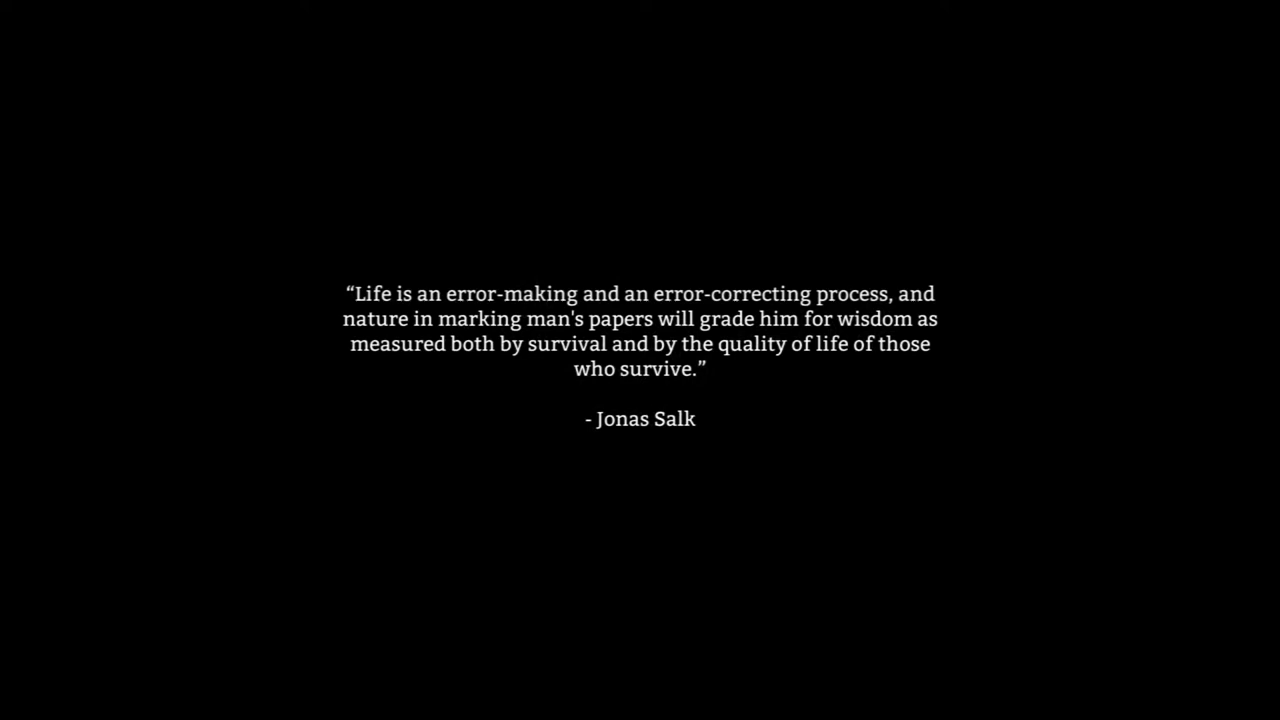 “Life is an error-making and an error-correcting process, and
nature in marking man's papers will grade him for wisdom as
measured both by survival and by the quality of life of those
who survive.”
- Jonas Salk